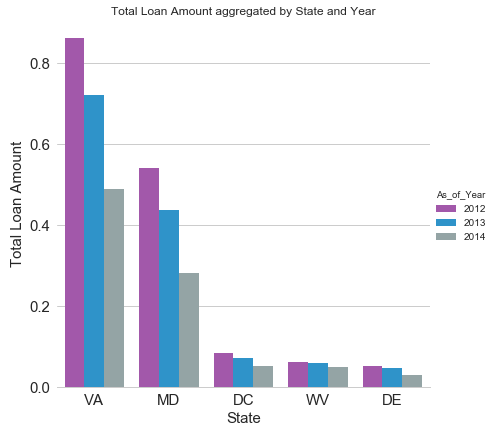 Total Loan Amount aggregated by State and Year
Total Loan Amount
0.8
0.6
0.4
0.2
0.0
VA MD DC WV DE
State
As_of_Year
2012
2013
2014